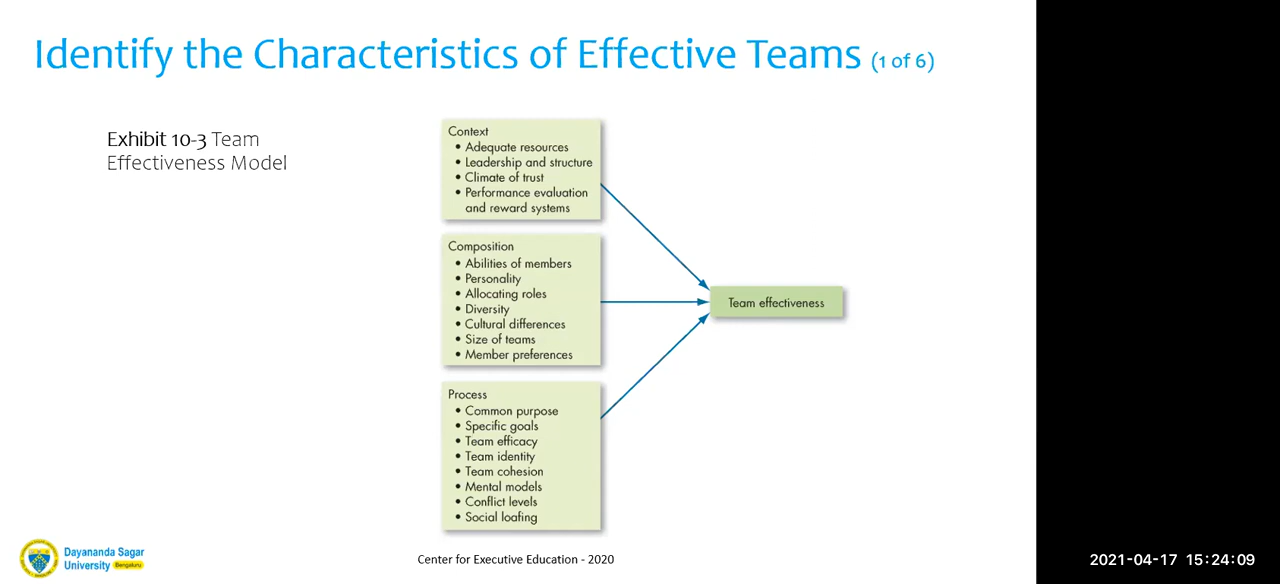 Identify the Characteristics of Effective Teams (1 of 6)
Exhibit 10-3 Team
Effectiveness Model
Context
• Adequate resources
• Leadership and structure
• Climate of trust
• Performance evaluation
and reward systems
Composition
• Abilities of members
• Personality
• Allocating roles
• Diversity
• Cultural differences
• Size of teams
• Member preferences
Process
• Common purpose
• Specific goals
• Team efficacy
• Team identity
• Team cohesion
• Mental models
• Conflict levels
• Social loafing
Team effectiveness
Dayananda Sagar
University Bengaluru
Center for Executive Education - 2020
2021-04-17 15:24:09